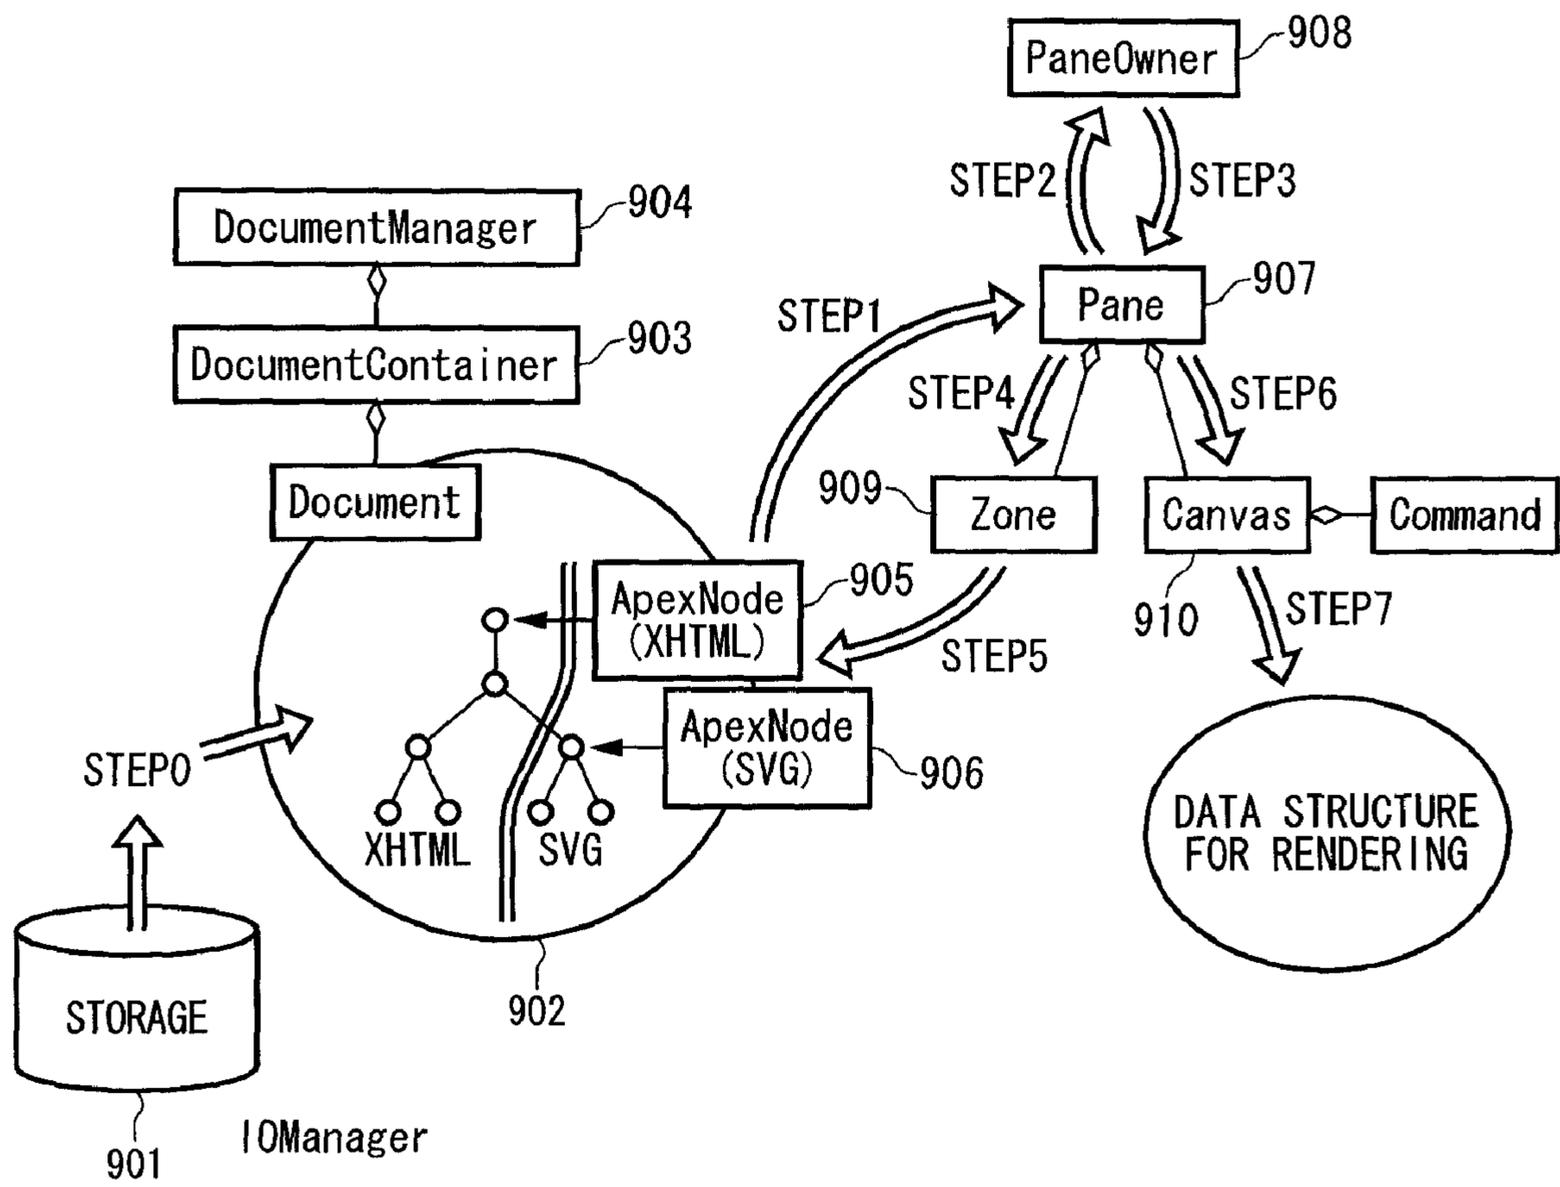 PaneOwner
908
STEP2
STEP3
DocumentManager
904
Pane
907
STEP1
DocumentContainer
903
STEP4
STEP6
Document
909
Zone
Canvas
Command
ApexNode
(XHTML)
905
910
STEP5
STEP7
ApexNode
(SVG)
906
STEP0
XHTML
SVG
DATA STRUCTURE
FOR RENDERING
STORAGE
902
901
IOManager